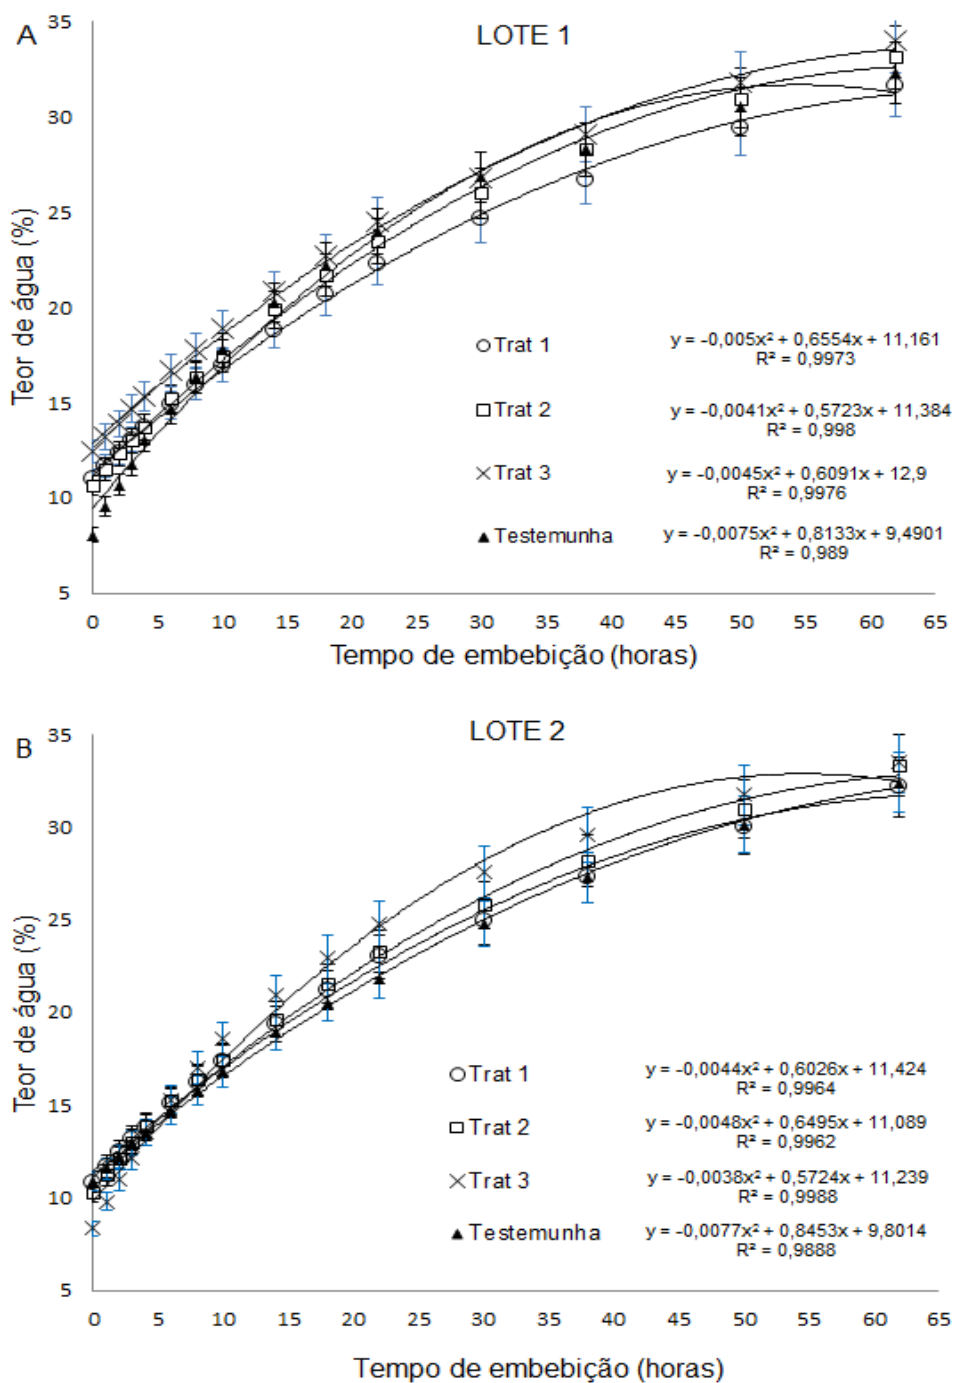 A
LOTE 1
35
30
25
20
15
10
5
Teor de água (%)
Trat 1
y = -0,005x² + 0,6554x + 11,161
R² = 0,9973
Trat 2
y = -0,0041x² + 0,5723x + 11,384
R² = 0,998
Trat 3
y = -0,0045x² + 0,6091x + 12,9
R² = 0,9976
Testemunha
y = -0,0075x² + 0,8133x + 9,4901
R² = 0,989
0 5 10 15 20 25 30 35 40 45 50 55 60 65
Tempo de embebição (horas)
B
LOTE 2
35
30
25
20
15
10
5
Teor de água (%)
Trat 1
y = -0,0044x² + 0,6026x + 11,424
R² = 0,9964
Trat 2
y = -0,0048x² + 0,6495x + 11,089
R² = 0,9962
Trat 3
y = -0,0038x² + 0,5724x + 11,239
R² = 0,9988
Testemunha
y = -0,0077x² + 0,8453x + 9,8014
R² = 0,9888
0 5 10 15 20 25 30 35 40 45 50 55 60 65
Tempo de embebição (horas)